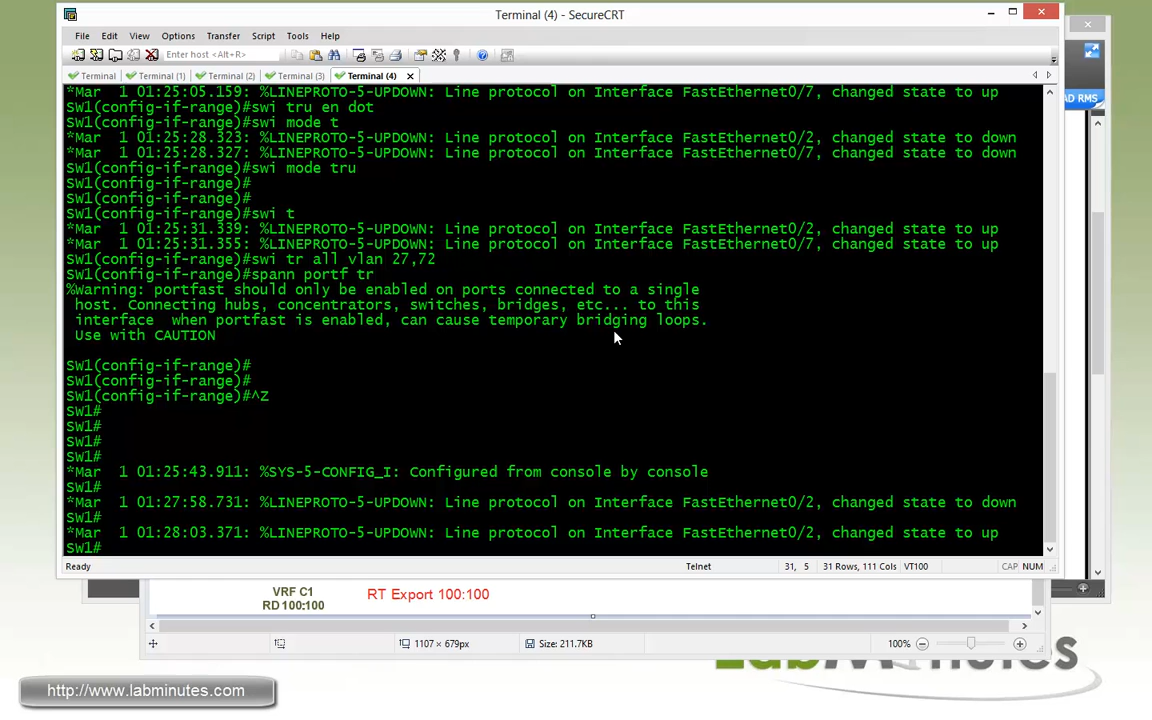 Terminal (4) - SecureCRT
File Edit View Options Transfer Script Tools Help
Enter host <Alt+R>
Terminal Terminal (1) Terminal (2) Terminal (3) Terminal (4)
*Mar 1 01:25:05.159: %LINEPROTO-5-UPDOWN: Line protocol on Interface FastEthernet0/7, changed state to up
SW1(config-if-range)#swi tru en dot
SW1(config-if-range)#swi mode t
*Mar 1 01:25:28.323: %LINEPROTO-5-UPDOWN: Line protocol on Interface FastEthernet0/2, changed state to down
*Mar 1 01:25:28.327: %LINEPROTO-5-UPDOWN: Line protocol on Interface FastEthernet0/7, changed state to down
SW1(config-if-range)#swi mode tru
SW1(config-if-range)#
SW1(config-if-range)#
SW1(config-if-range)#swi t
*Mar 1 01:25:31.339: %LINEPROTO-5-UPDOWN: Line protocol on Interface FastEthernet0/2, changed state to up
*Mar 1 01:25:31.355: %LINEPROTO-5-UPDOWN: Line protocol on Interface FastEthernet0/7, changed state to up
SW1(config-if-range)#swi tr all vlan 27,72
SW1(config-if-range)#spann portf tr
%Warning: portfast should only be enabled on ports connected to a single
host. Connecting hubs, concentrators, switches, bridges, etc... to this
interface when portfast is enabled, can cause temporary bridging loops.
Use with CAUTION
SW1(config-if-range)#
SW1(config-if-range)#
SW1(config-if-range)#^Z
SW1#
SW1#
SW1#
SW1#
*Mar 1 01:25:43.911: %SYS-5-CONFIG_I: Configured from console by console
SW1#
*Mar 1 01:27:58.731: %LINEPROTO-5-UPDOWN: Line protocol on Interface FastEthernet0/2, changed state to down
SW1#
*Mar 1 01:28:03.371: %LINEPROTO-5-UPDOWN: Line protocol on Interface FastEthernet0/2, changed state to up
SW1#
Ready Telnet 31, 5 31 Rows, 111 Cols VT100 CAP NUM
AD RMS
VRF C1
RD 100:100
RT Export 100:100
1107 × 679px Size: 211.7KB 100%
LabMinutes
http://www.labminutes.com